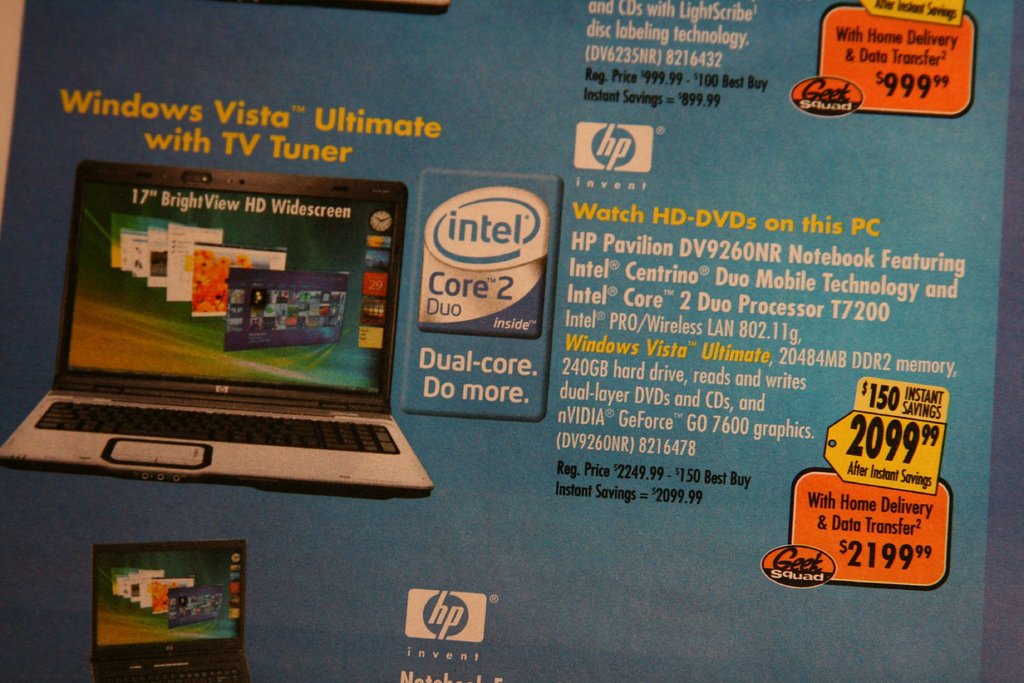 and CDs with LightScribe¹
disc labeling technology.
(DV6235NR) 8216432
Reg. Price $999.99 - $100 Best Buy
Instant Savings = $899.99
After Instant Savings
With Home Delivery
& Data Transfer²
$999⁹⁹
Geek
Squad
Windows Vista™ Ultimate
with TV Tuner
17" BrightView HD Widescreen
29
hp
intel®
Core™2
Duo
inside™
Dual-core.
Do more.
hp®
invent
Watch HD-DVDs on this PC
HP Pavilion DV9260NR Notebook Featuring
Intel® Centrino® Duo Mobile Technology and
Intel® Core™ 2 Duo Processor T7200
Intel® PRO/Wireless LAN 802.11g,
Windows Vista™ Ultimate, 20484MB DDR2 memory,
240GB hard drive, reads and writes
dual-layer DVDs and CDs, and
nVIDIA® GeForce™ GO 7600 graphics.
(DV9260NR) 8216478
Reg. Price $2249.99 - $150 Best Buy
Instant Savings = $2099.99
$150 INSTANT
SAVINGS
2099⁹⁹
After Instant Savings
With Home Delivery
& Data Transfer²
$2199⁹⁹
Geek
Squad
hp®
invent
Notebook